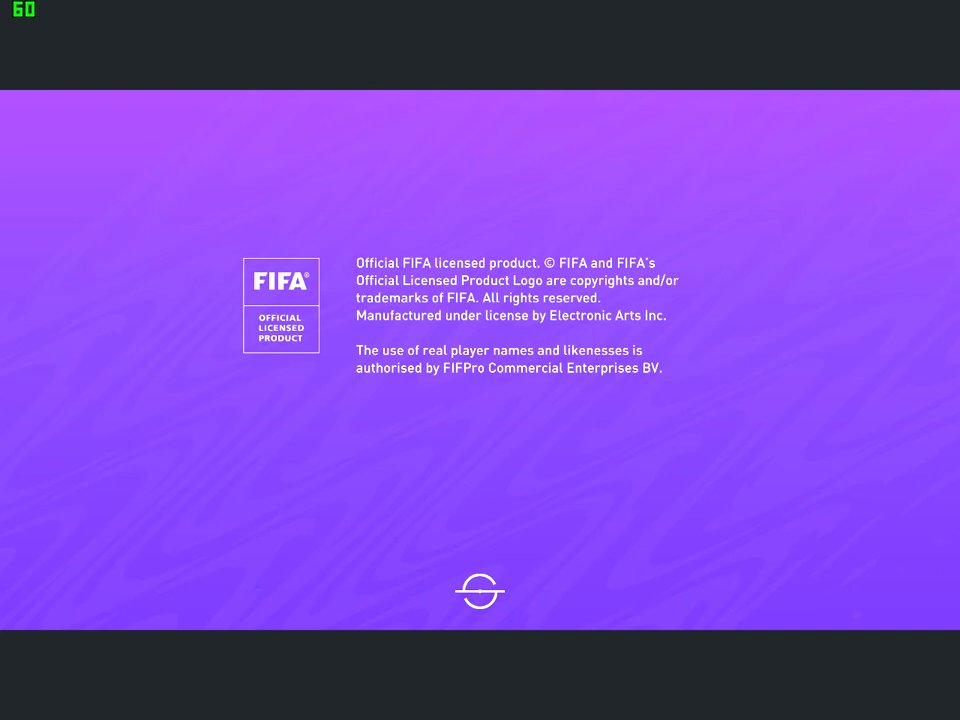 60
FIFA®
OFFICIAL
LICENSED
PRODUCT
Official FIFA licensed product. © FIFA and FIFA's
Official Licensed Product Logo are copyrights and/or
trademarks of FIFA. All rights reserved.
Manufactured under license by Electronic Arts Inc.
The use of real player names and likenesses is
authorised by FIFPro Commercial Enterprises BV.